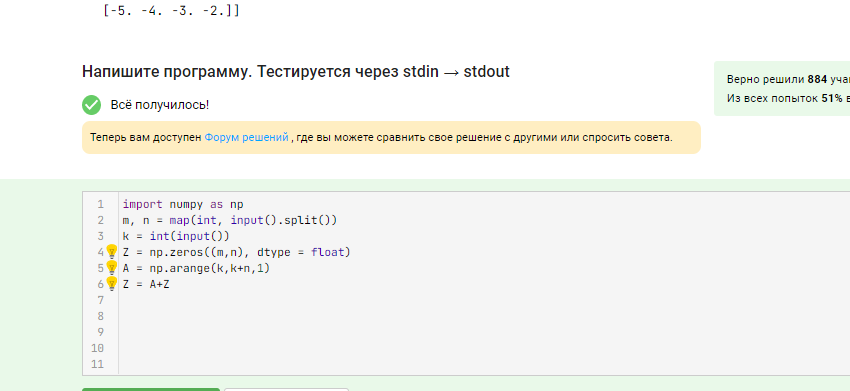 [-5. -4. -3. -2.]]
Напишите программу. Тестируется через stdin → stdout
Верно решили 884
Всё получилось!
Из всех попыток 51%
Теперь вам доступен Форум решений , где вы можете сравнить свое решение с другими или спросить совета.
1 import numpy as np
2 m, n = map(int, input().split())
3 k = int(input())
4 Z = np.zeros((m,n), dtype = float)
5 A = np.arange(k,k+n,1)
6 Z = A+Z
7
8
9
10
11